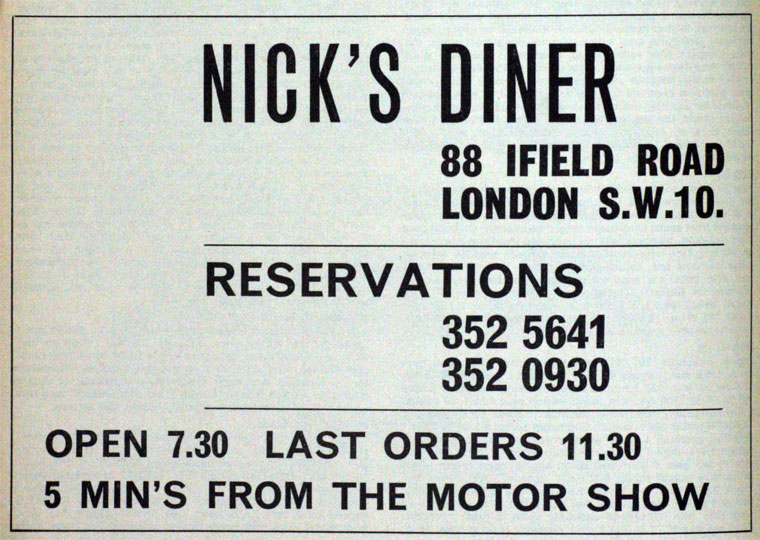 NICK'S DINER
88 IFIELD ROAD
LONDON S.W.10.
RESERVATIONS
352 5641
352 0930
OPEN 7.30 LAST ORDERS 11.30
5 MIN'S FROM THE MOTOR SHOW